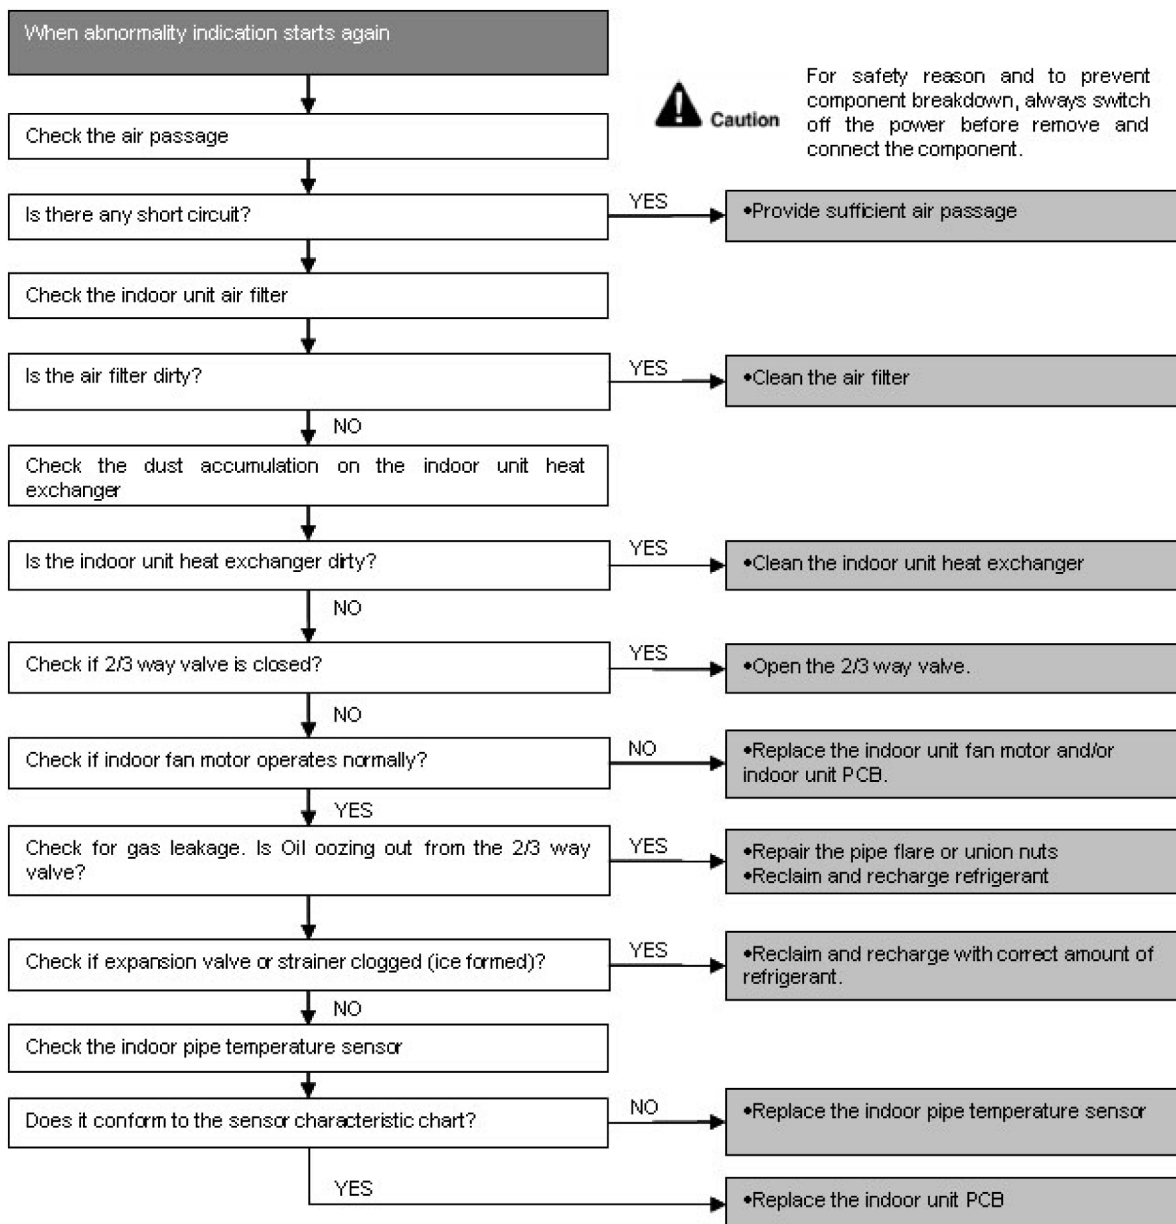 When abnormality indication starts again
For safety reason and to prevent
component breakdown, always switch
off the power before remove and
connect the component.
Caution
Check the air passage
Is there any short circuit?
YES
•Provide sufficient air passage
Check the indoor unit air filter
Is the air filter dirty?
YES
•Clean the air filter
NO
Check the dust accumulation on the indoor unit heat
exchanger
Is the indoor unit heat exchanger dirty?
YES
•Clean the indoor unit heat exchanger
NO
Check if 2/3 way valve is closed?
YES
•Open the 2/3 way valve.
NO
Check if indoor fan motor operates normally?
NO
•Replace the indoor unit fan motor and/or
indoor unit PCB.
YES
Check for gas leakage. Is Oil oozing out from the 2/3 way
valve?
YES
•Repair the pipe flare or union nuts
•Reclaim and recharge refrigerant
Check if expansion valve or strainer clogged (ice formed)?
YES
•Reclaim and recharge with correct amount of
refrigerant.
NO
Check the indoor pipe temperature sensor
Does it conform to the sensor characteristic chart?
NO
•Replace the indoor pipe temperature sensor
YES
•Replace the indoor unit PCB